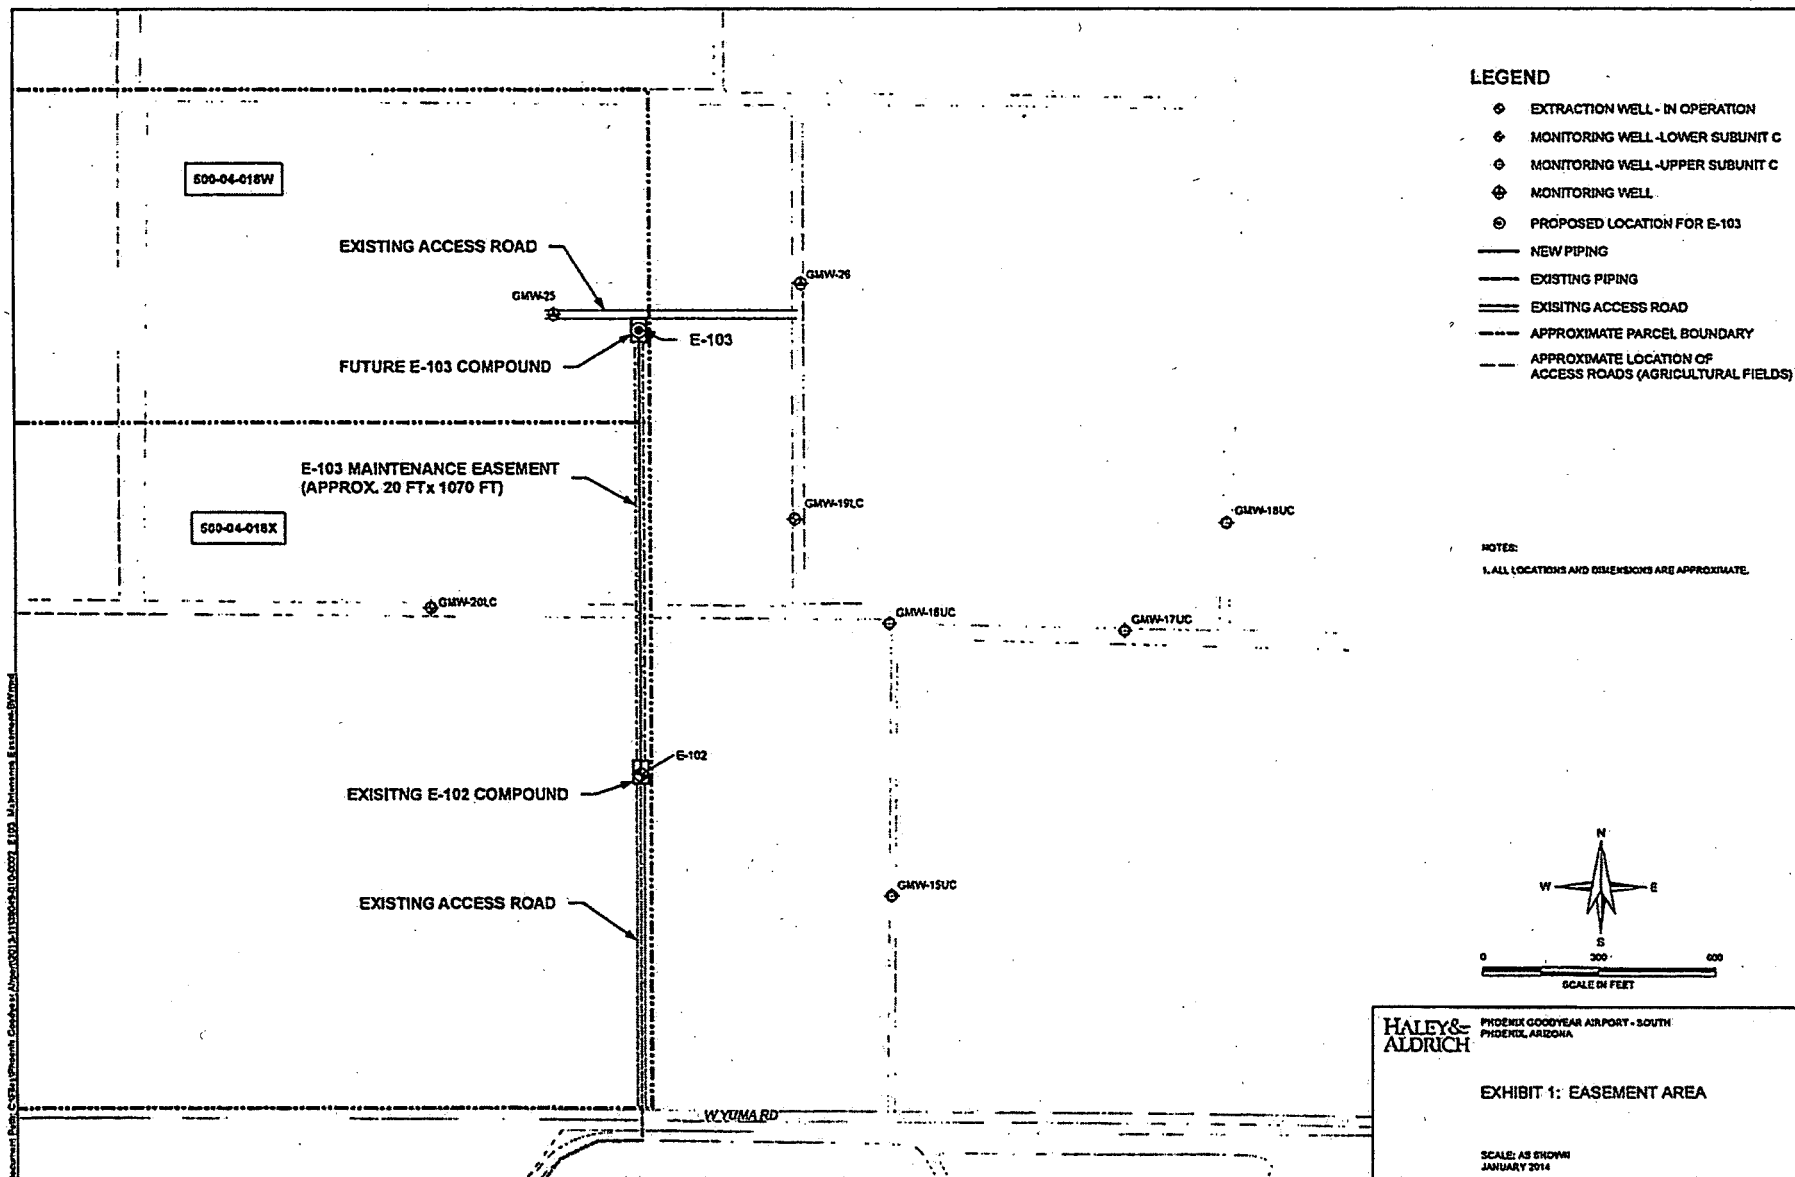 LEGEND
EXTRACTION WELL - IN OPERATION
MONITORING WELL -LOWER SUBUNIT C
MONITORING WELL -UPPER SUBUNIT C
MONITORING WELL
PROPOSED LOCATION FOR E-103
NEW PIPING
EXISTING PIPING
EXISITNG ACCESS ROAD
APPROXIMATE PARCEL BOUNDARY
APPROXIMATE LOCATION OF
ACCESS ROADS (AGRICULTURAL FIELDS)
500-04-018W
EXISTING ACCESS ROAD
GMW-26
GMW-25
E-103
FUTURE E-103 COMPOUND
E-103 MAINTENANCE EASEMENT
(APPROX. 20 FT x 1070 FT)
GMW-19LC
GMW-18UC
500-04-018X
NOTES:
1. ALL LOCATIONS AND DIMENSIONS ARE APPROXIMATE.
GMW-20LC
GMW-16UC
GMW-17UC
E-102
EXISITNG E-102 COMPOUND
GMW-15UC
EXISTING ACCESS ROAD
N
W E
S
0 300 600
SCALE IN FEET
W YUMA RD
HALEY &
ALDRICH
PHOENIX GOODYEAR AIRPORT - SOUTH
PHOENIX, ARIZONA
EXHIBIT 1: EASEMENT AREA
SCALE: AS SHOWN
JANUARY 2014